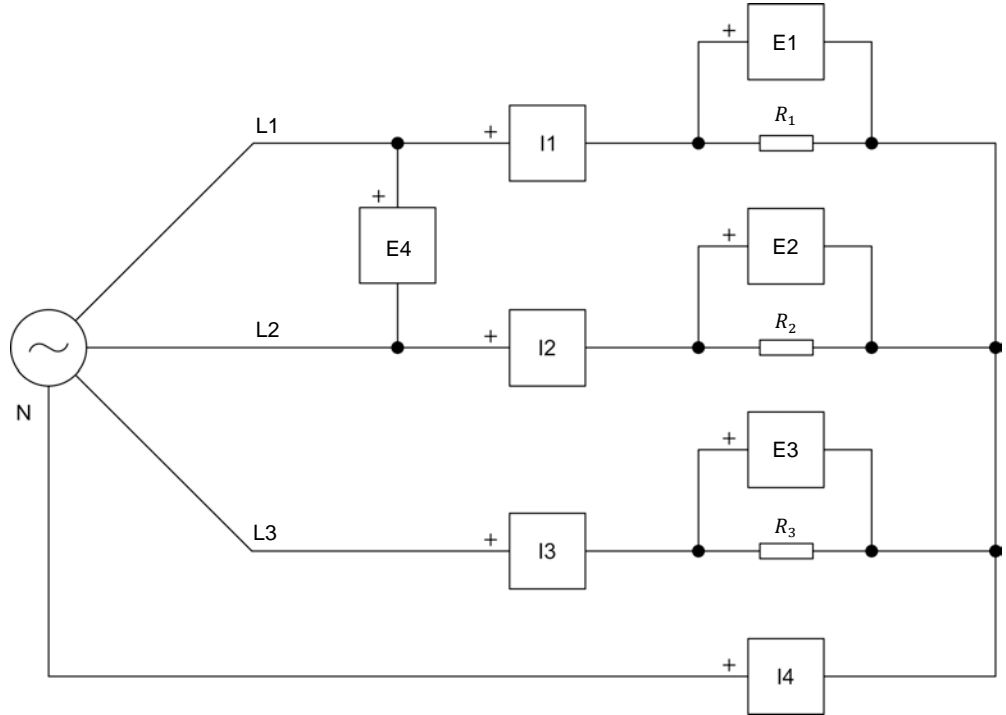 + E1
L1
R₁
+ I1
+
E4
+ E2
L2
R₂
+ I2
N
+ E3
L3
R₃
+ I3
+ I4